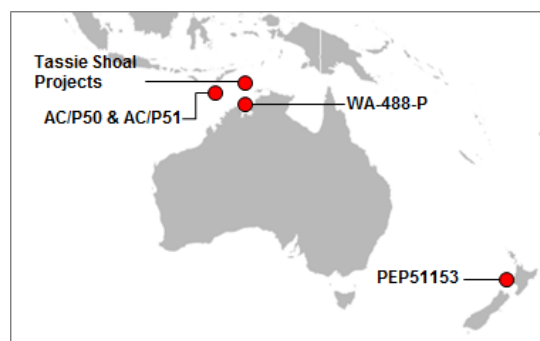 Tassie Shoal
Projects
AC/P50 & AC/P51
WA-488-P
PEP51153